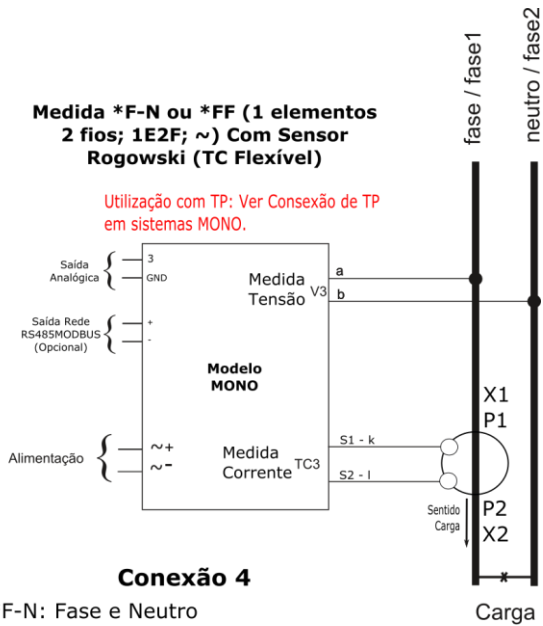 fase / fase1
neutro / fase2
Medida *F-N ou *FF (1 elementos
2 fios; 1E2F; ~) Com Sensor
Rogowski (TC Flexível)
Utilização com TP: Ver Consexão de TP
em sistemas MONO.
Saída
Analógica
3
GND
Saída Rede
RS485MODBUS
(Opcional)
+
-
Alimentação
~+
~-
Medida
Tensão
V3
a
b
Modelo
MONO
Medida
Corrente
TC3
S1 - k
S2 - l
X1
P1
P2
X2
Sentido
Carga
Conexão 4
F-N: Fase e Neutro
Carga